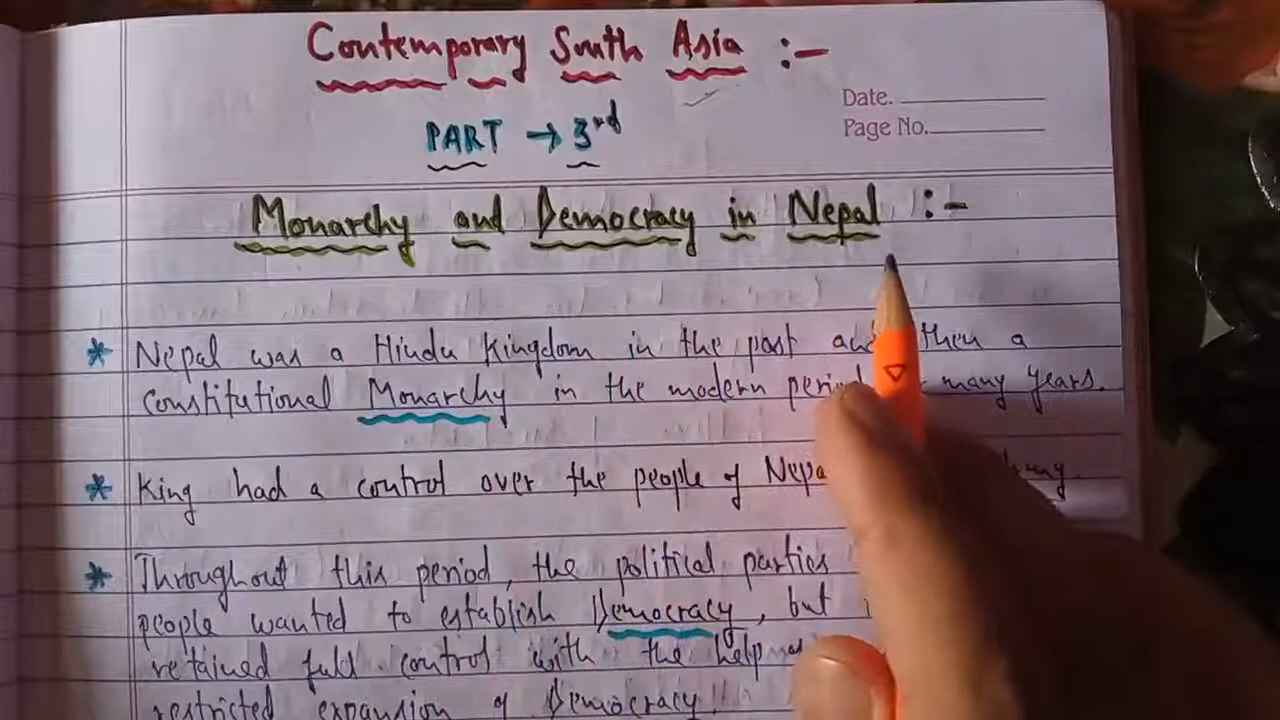 Contemporary South Asia :-
Date.
PART → 3rd
Page No.
Monarchy and Democracy in Nepal :-
* Nepal was a Hindu Kingdom in the past then a
constitutional Monarchy in the modern period many years.
* King had a control over the people of
* Throughout this period, the political parties
people wanted to establish Democracy, but
retained full control with the help
restricted expansion of Democracy.